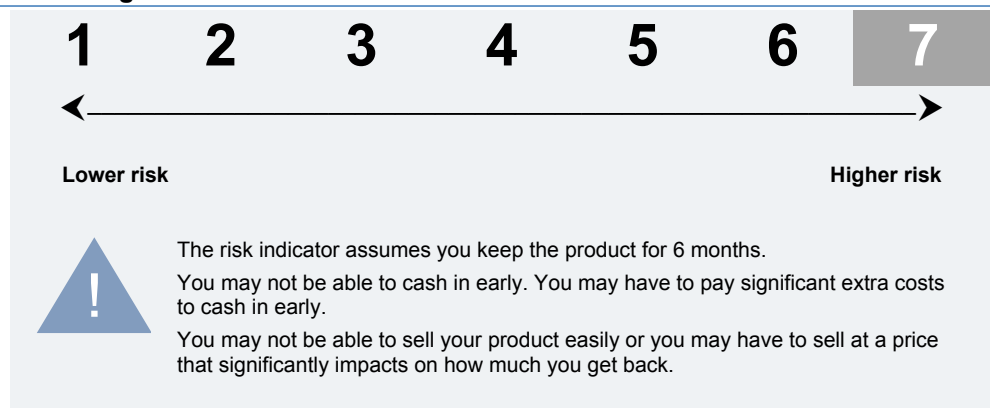 1 2 3 4 5 6 7
Lower risk Higher risk
!
The risk indicator assumes you keep the product for 6 months.
You may not be able to cash in early. You may have to pay significant extra costs
to cash in early.
You may not be able to sell your product easily or you may have to sell at a price
that significantly impacts on how much you get back.